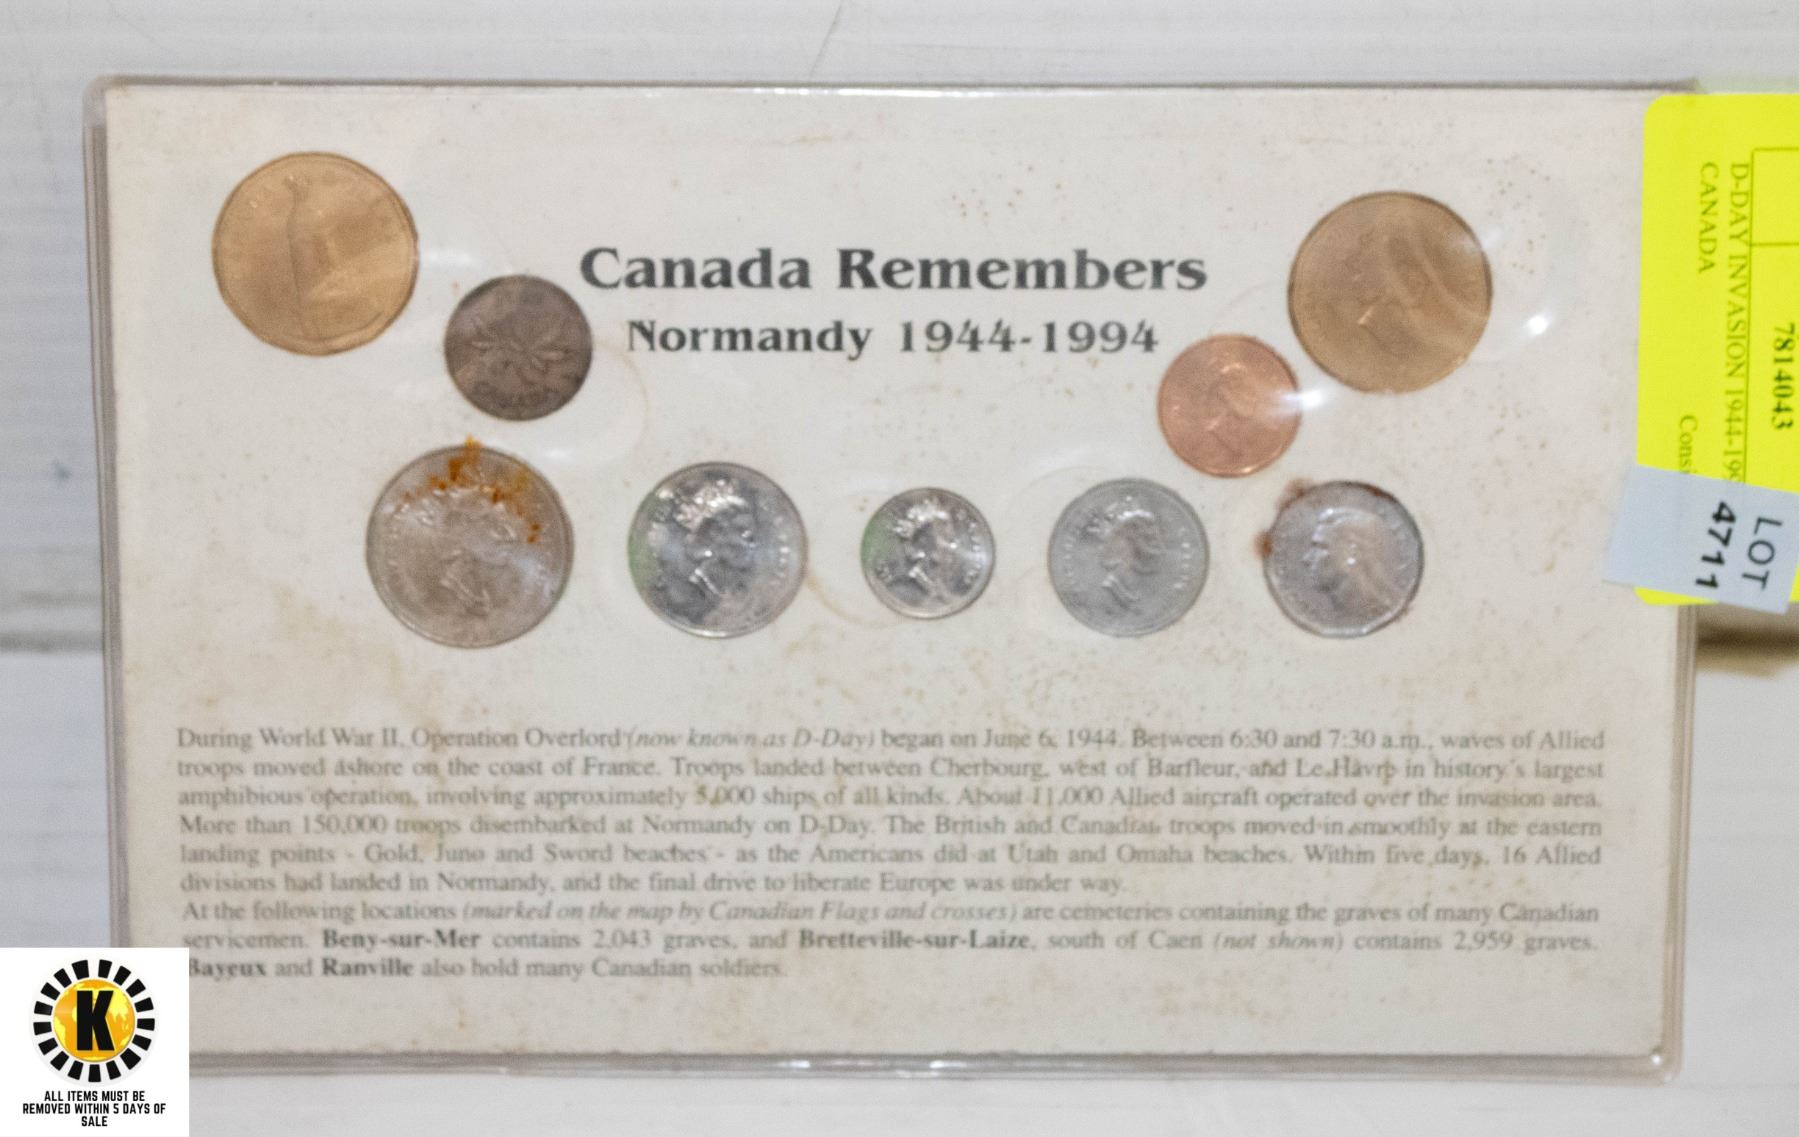 Canada Remembers
Normandy 1944-1994
During World War II, Operation Overlord (now known as D-Day) began on June 6, 1944. Between 6:30 and 7:30 a.m., waves of Allied
troops moved ashore on the coast of France. Troops landed between Cherbourg, west of Barfleur, and Le Havre in history's largest
amphibious operation, involving approximately 5,000 ships of all kinds. About 11,000 Allied aircraft operated over the invasion area.
More than 150,000 troops disembarked at Normandy on D-Day. The British and Canadian troops moved in smoothly at the eastern
landing points - Gold, Juno and Sword beaches - as the Americans did at Utah and Omaha beaches. Within five days, 16 Allied
divisions had landed in Normandy, and the final drive to liberate Europe was under way.
At the following locations (marked on the map by Canadian Flags and crosses) are cemeteries containing the graves of many Canadian
servicemen. Beny-sur-Mer contains 2,043 graves, and Bretteville-sur-Laize, south of Caen (not shown) contains 2,959 graves.
Bayeux and Ranville also hold many Canadian soldiers.
7814043
D-DAY INVASION 1944-19
CANADA
Consi
LOT
4711
K
ALL ITEMS MUST BE
REMOVED WITHIN 5 DAYS OF
SALE